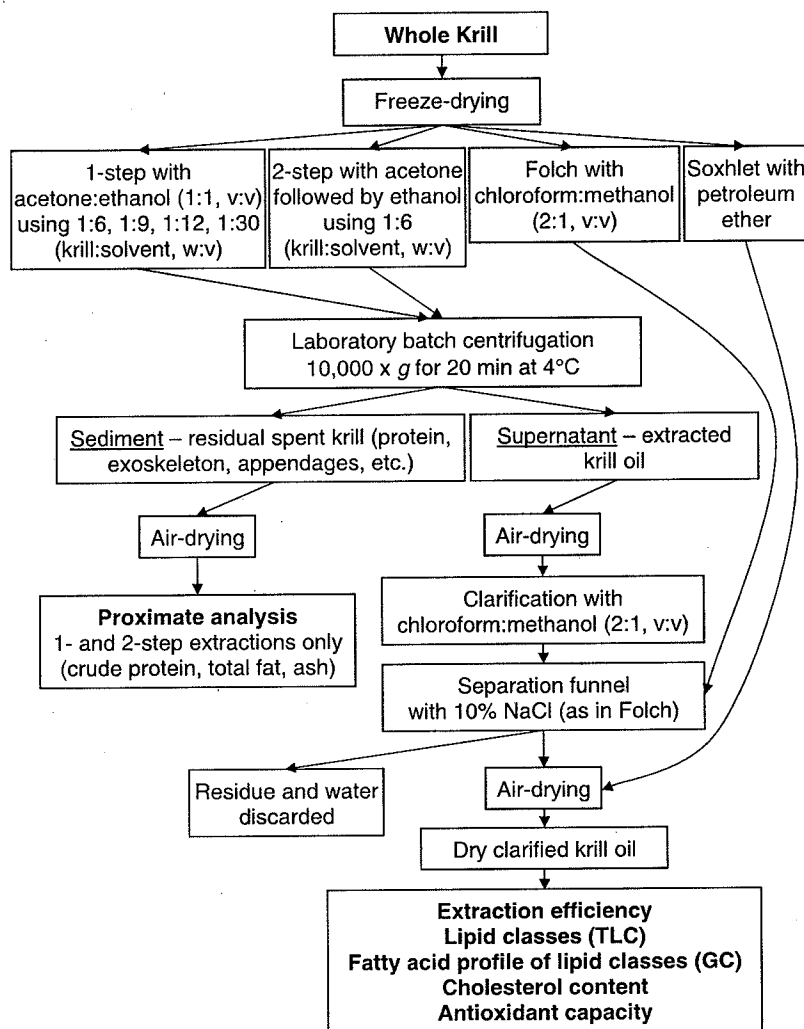 Whole Krill
Freeze-drying
1-step with
acetone:ethanol (1:1, v:v)
using 1:6, 1:9, 1:12, 1:30
(krill:solvent, w:v)
2-step with acetone
followed by ethanol
using 1:6
(krill:solvent, w:v)
Folch with
chloroform:methanol
(2:1, v:v)
Soxhlet with
petroleum
ether
Laboratory batch centrifugation
10,000 x g for 20 min at 4°C
Sediment – residual spent krill (protein,
exoskeleton, appendages, etc.)
Supernatant – extracted
krill oil
Air-drying
Air-drying
Proximate analysis
1- and 2-step extractions only
(crude protein, total fat, ash)
Clarification with
chloroform:methanol (2:1, v:v)
Separation funnel
with 10% NaCl (as in Folch)
Residue and water
discarded
Air-drying
Dry clarified krill oil
Extraction efficiency
Lipid classes (TLC)
Fatty acid profile of lipid classes (GC)
Cholesterol content
Antioxidant capacity